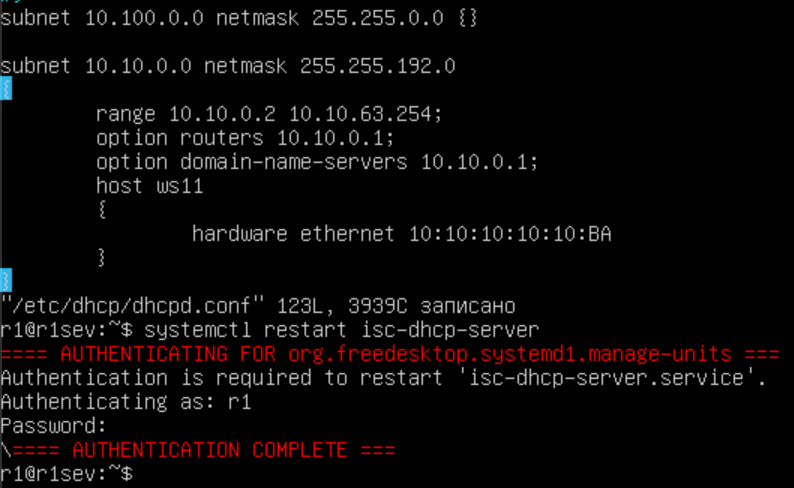 subnet 10.100.0.0 netmask 255.255.0.0 {}
subnet 10.10.0.0 netmask 255.255.192.0
{
range 10.10.0.2 10.10.63.254;
option routers 10.10.0.1;
option domain-name-servers 10.10.0.1;
host ws11
{
hardware ethernet 10:10:10:10:10:BA
}
}
"/etc/dhcp/dhcpd.conf" 123L, 3939C записано
r1@r1sev:~$ systemctl restart isc-dhcp-server
==== AUTHENTICATING FOR org.freedesktop.systemd1.manage-units ===
Authentication is required to restart 'isc-dhcp-server.service'.
Authenticating as: r1
Password:
\==== AUTHENTICATION COMPLETE ===
r1@r1sev:~$